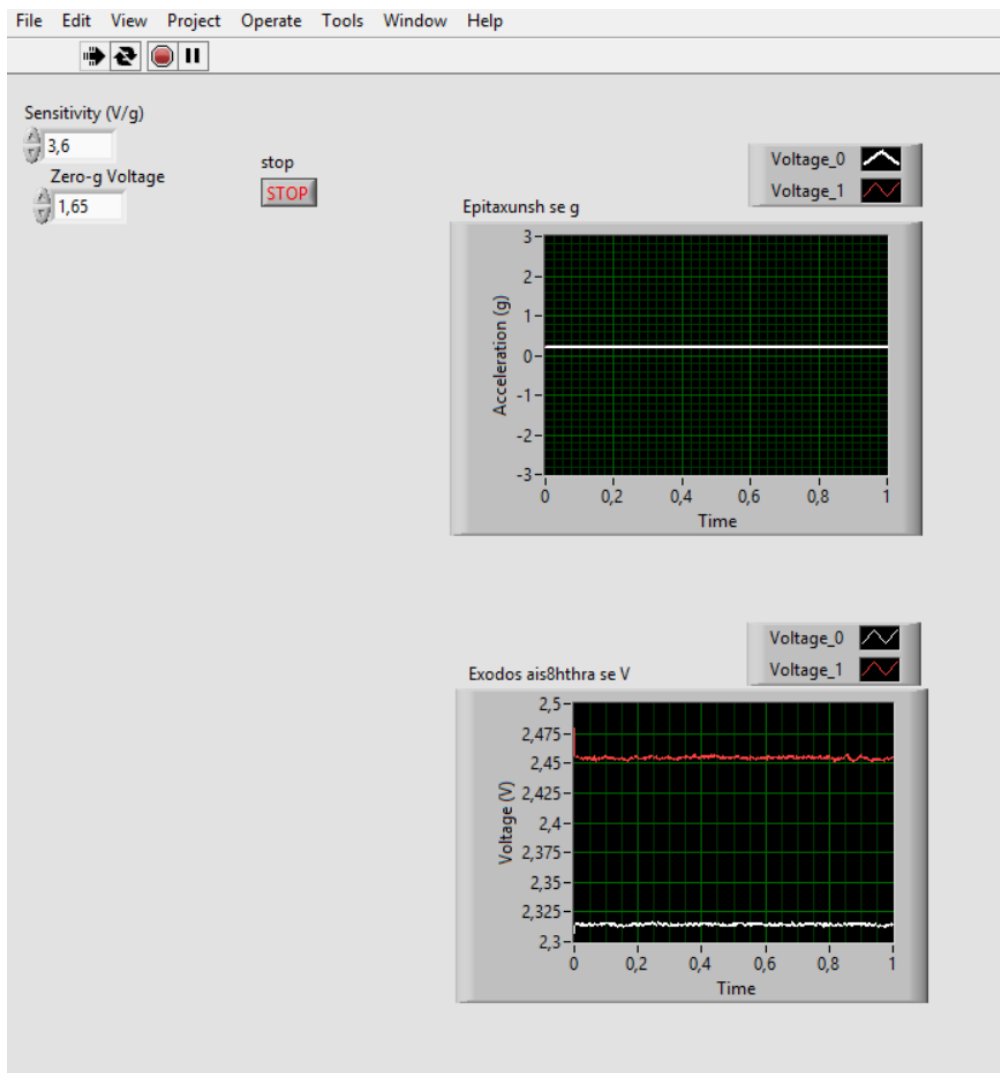 File Edit View Project Operate Tools Window Help
Sensitivity (V/g)
3,6
Zero-g Voltage
1,65
stop
STOP
Voltage_0
Voltage_1
Epitaxunsh se g
Acceleration (g)
3
2
1
0
-1
-2
-3
0 0,2 0,4 0,6 0,8 1
Time
Voltage_0
Voltage_1
Exodos ais8hthra se V
Voltage (V)
2,5
2,475
2,45
2,425
2,4
2,375
2,35
2,325
2,3
0 0,2 0,4 0,6 0,8 1
Time